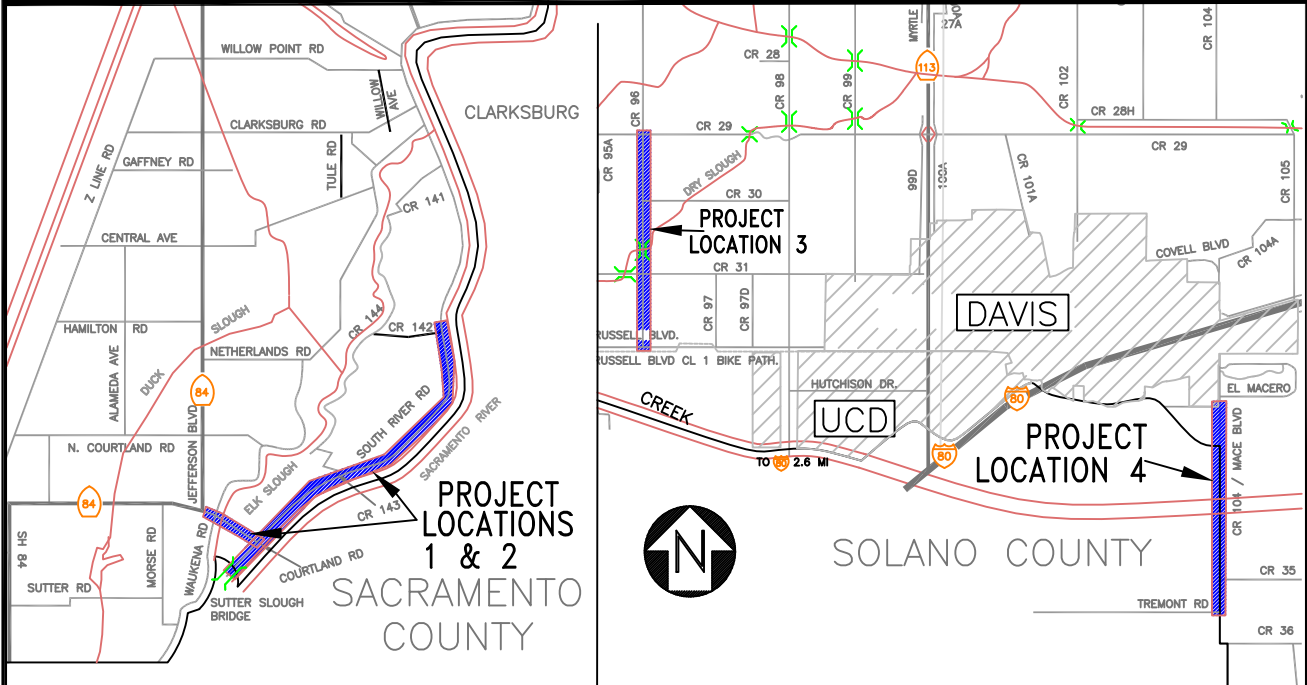 WILLOW POINT RD
WILLOW
AVE
CLARKSBURG
CLARKSBURG RD
TULE RD
GAFFNEY RD
Z LINE RD
CR 141
CENTRAL AVE
CR 144
CR 142
HAMILTON RD
SLOUGH
NETHERLANDS RD
ALAMEDA AVE
DUCK
84
JEFFERSON BLVD
SOUTH RIVER RD
SACRAMENTO RIVER
N. COURTLAND RD
ELK SLOUGH
84
CR 143
PROJECT
LOCATIONS
1 & 2
SH 84
MORSE RD
WAUKENA RD
COURTLAND RD
SUTTER RD
SUTTER SLOUGH
BRIDGE
SACRAMENTO
COUNTY
MYRTLE
27A
CR 104
CR 28
CR 98
CR 99
113
CR 102
CR 96
CR 29
CR 28H
CR 29
CR 95A
DRY SLOUGH
99D
100A
CR 101A
CR 105
CR 30
PROJECT
LOCATION 3
COVELL BLVD
CR 104A
CR 31
CR 97
CR 97D
DAVIS
RUSSELL BLVD.
RUSSELL BLVD CL 1 BIKE PATH.
HUTCHISON DR.
EL MACERO
80
CREEK
UCD
80
TO 80 2.6 MI
PROJECT
LOCATION 4
CR 104 / MACE BLVD
N
SOLANO COUNTY
CR 35
TREMONT RD
CR 36